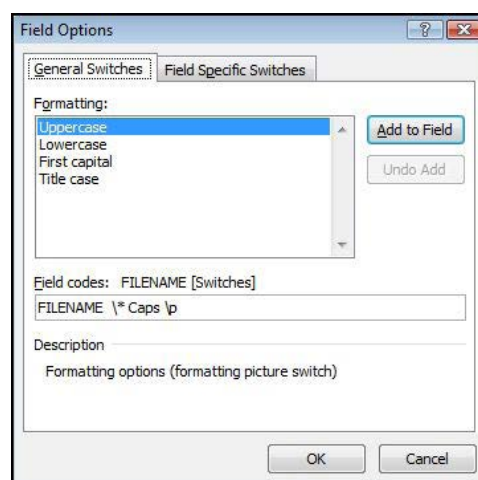 Field Options
General Switches
Field Specific Switches
Formatting:
Uppercase
Lowercase
First capital
Title case
Add to Field
Undo Add
Field codes: FILENAME [Switches]
FILENAME \* Caps \p
Description
Formatting options (formatting picture switch)
OK
Cancel